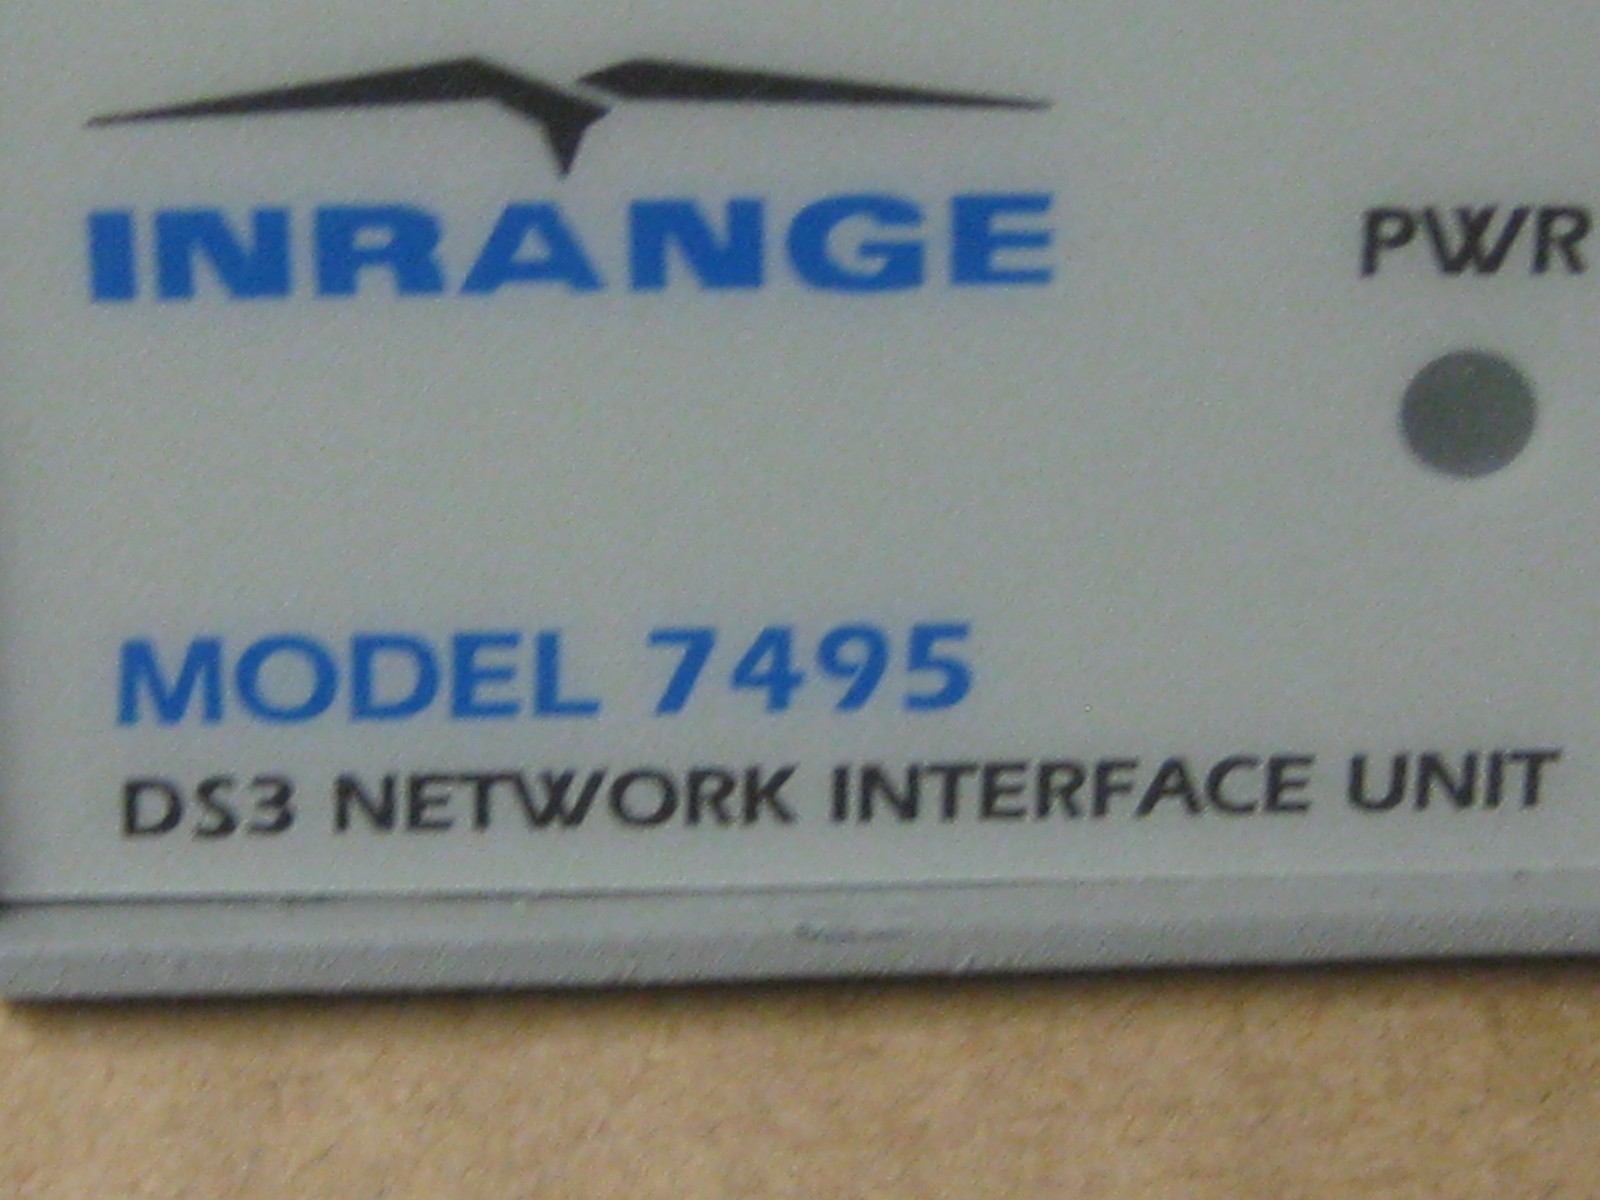 INRANGE
PWR
MODEL 7495
DS3 NETWORK INTERFACE UNIT